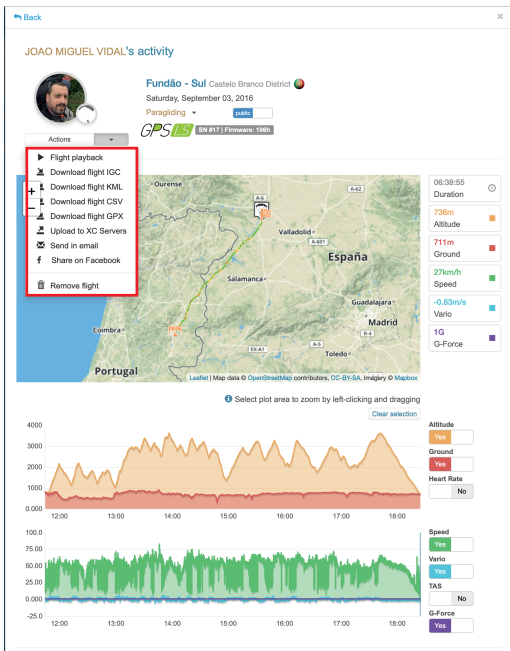 Back
×
JOAO MIGUEL VIDAL's activity
Fundão - Sul Castelo Branco District
Saturday, September 03, 2016
Paragliding
public
GPS LS SN #17 | Firmware: 106h
Actions
Flight playback
Download flight IGC
Download flight KML
Download flight CSV
Download flight GPX
Upload to XC Servers
Send in email
Share on Facebook
Remove flight
+
−
Ourense
A-6
A-62
Valladolid
A-601
España
Salamanca
Guadalajara
Madrid
R-4
Coimbra
EX-A1
A-5
Toledo
Portugal
Leaflet | Map data © OpenStreetMap contributors, CC-BY-SA, Imagery © Mapbox
06:38:55
Duration
736m
Altitude
711m
Ground
27km/h
Speed
-0.83m/s
Vario
1G
G-Force
Select plot area to zoom by left-clicking and dragging
Clear selection
4000
3000
2000
1000
0.000
12:00 13:00 14:00 15:00 16:00 17:00 18:00
Altitude
Yes
Ground
Yes
Heart Rate
No
100.0
75.00
50.00
25.00
0.000
-25.0
12:00 13:00 14:00 15:00 16:00 17:00 18:00
Speed
Yes
Vario
Yes
TAS
No
G-Force
Yes